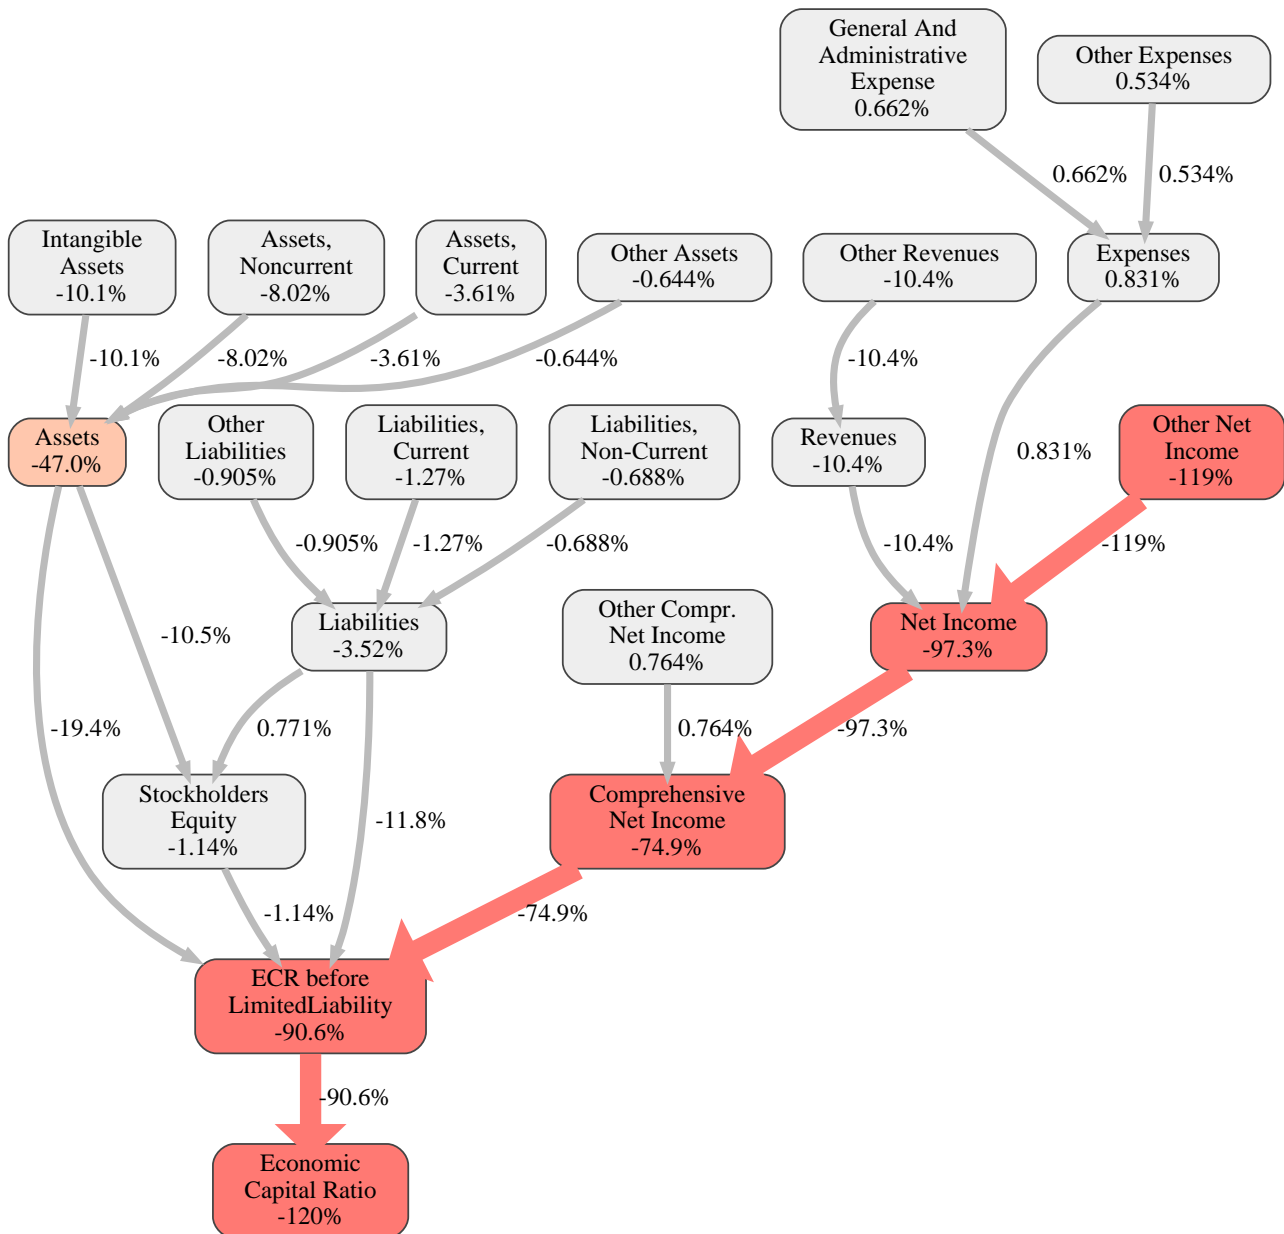 General And
Administrative
Expense
0.662%
Other Expenses
0.534%
0.662%
0.534%
Intangible
Assets
-10.1%
Assets,
Noncurrent
-8.02%
Assets,
Current
-3.61%
Other Assets
-0.644%
Other Revenues
-10.4%
Expenses
0.831%
-10.1%
-8.02%
-3.61%
-0.644%
-10.4%
0.831%
Assets
-47.0%
Other
Liabilities
-0.905%
Liabilities,
Current
-1.27%
Liabilities,
Non-Current
-0.688%
Revenues
-10.4%
Other Net
Income
-119%
-0.905%
-1.27%
-0.688%
-10.4%
-119%
-10.5%
Liabilities
-3.52%
Other Compr.
Net Income
0.764%
Net Income
-97.3%
-19.4%
0.771%
0.764%
-97.3%
Stockholders
Equity
-1.14%
-11.8%
Comprehensive
Net Income
-74.9%
-1.14%
-74.9%
ECR before
LimitedLiability
-90.6%
-90.6%
Economic
Capital Ratio
-120%